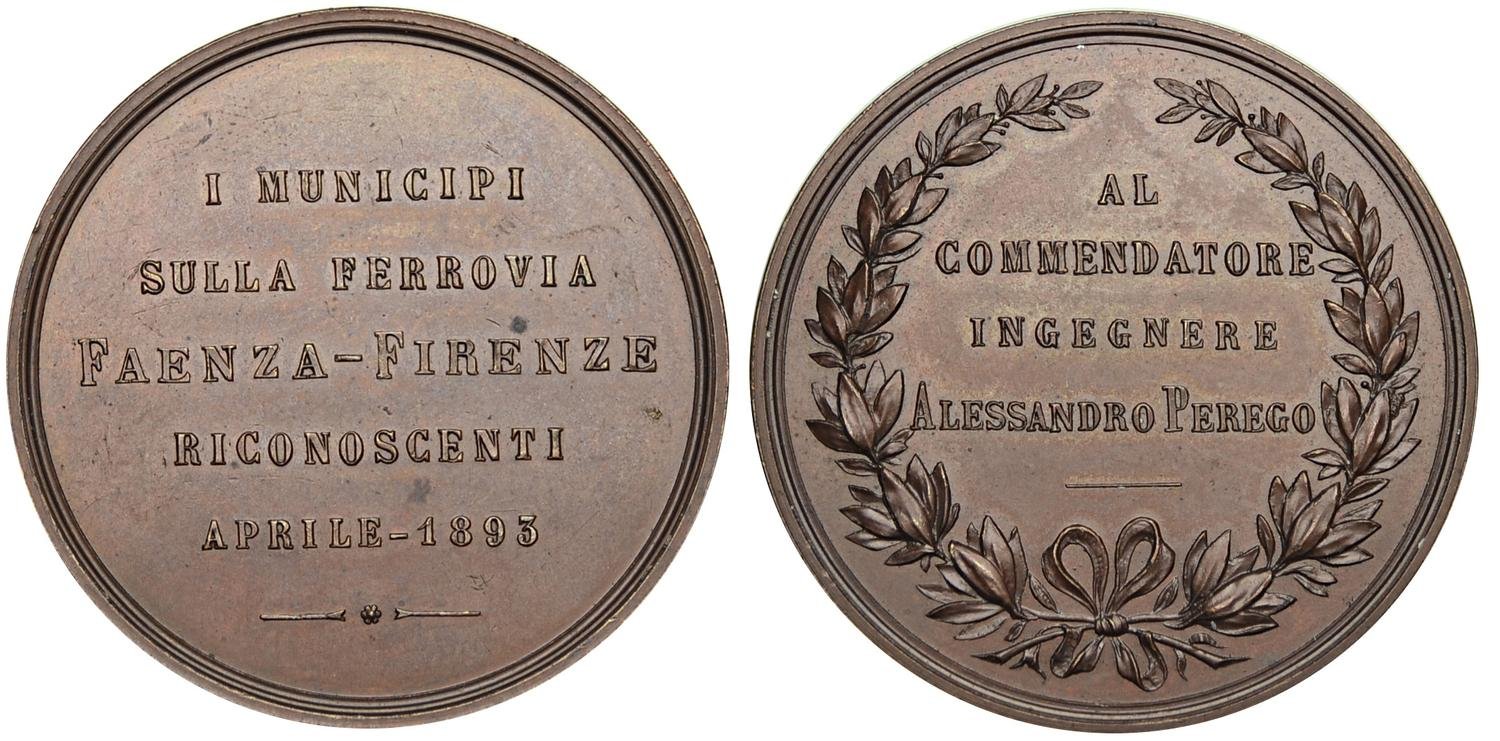 I MUNICIPI
SULLA FERROVIA
FAENZA-FIRENZE
RICONOSCENTI
APRILE-1893
AL
COMMENDATORE
INGEGNERE
ALESSANDRO PEREGO